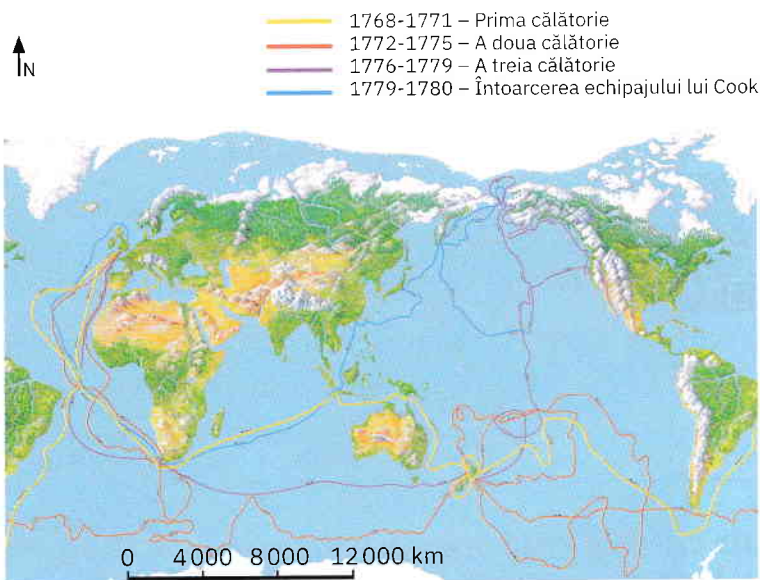 1768-1771 – Prima călătorie
1772-1775 – A doua călătorie
1776-1779 – A treia călătorie
1779-1780 – Întoarcerea echipajului lui Cook
N
0 4000 8000 12000 km